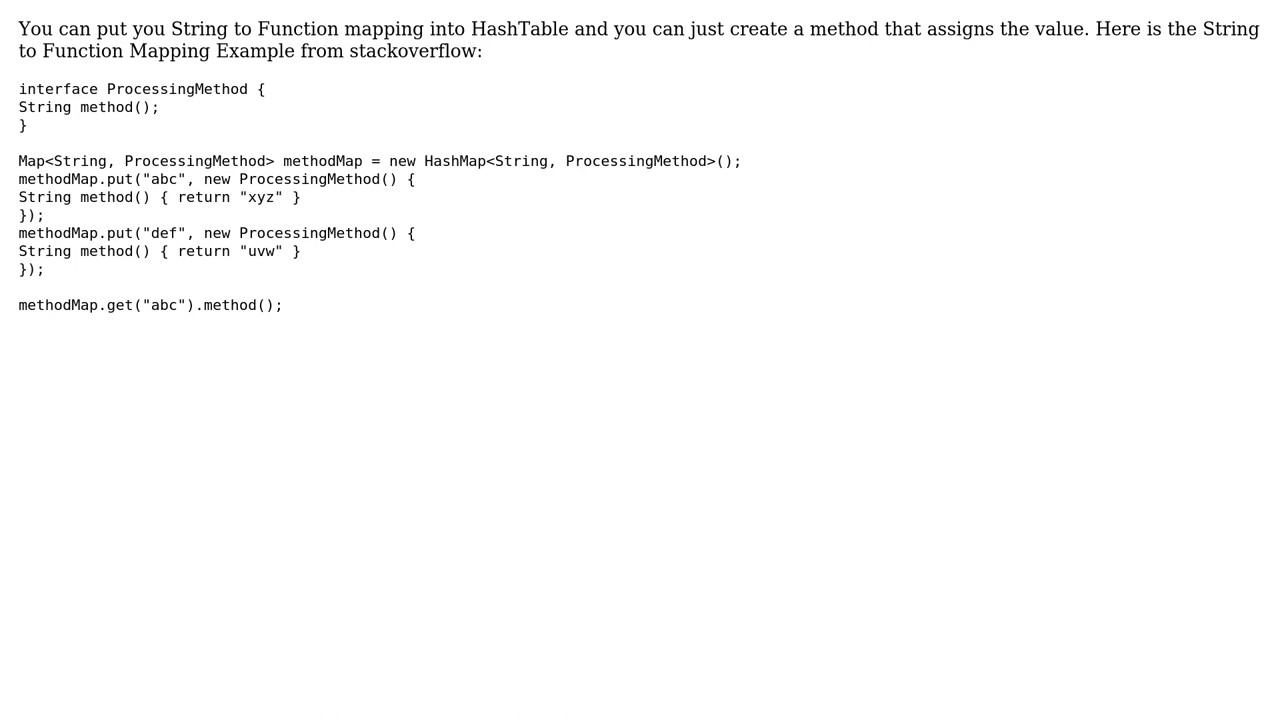 You can put you String to Function mapping into HashTable and you can just create a method that assigns the value. Here is the String
to Function Mapping Example from stackoverflow:
interface ProcessingMethod {
String method();
}
Map<String, ProcessingMethod> methodMap = new HashMap<String, ProcessingMethod>();
methodMap.put("abc", new ProcessingMethod() {
String method() { return "xyz" }
});
methodMap.put("def", new ProcessingMethod() {
String method() { return "uvw" }
});
methodMap.get("abc").method();